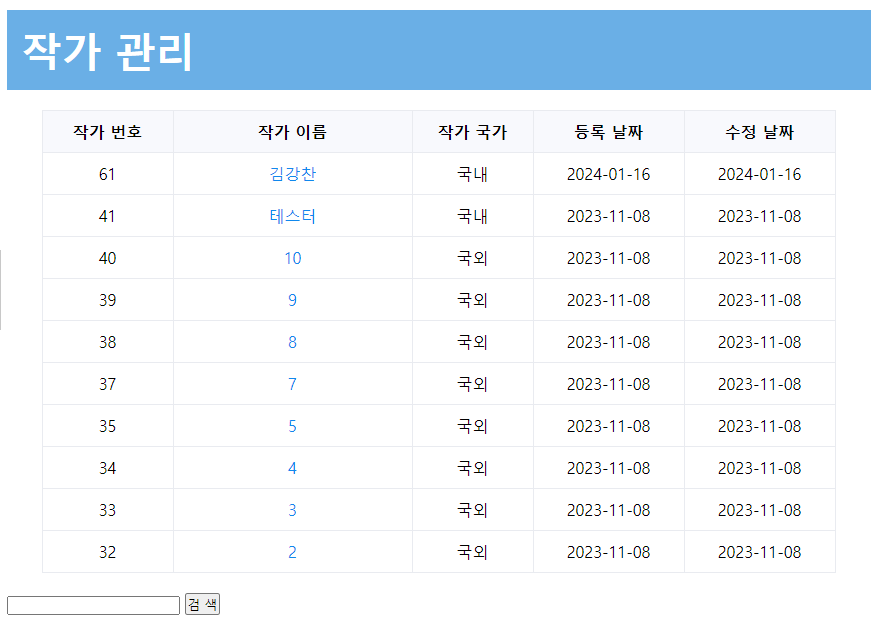 작가 관리
작가 번호 작가 이름 작가 국가 등록 날짜 수정 날짜
61 김강찬 국내 2024-01-16 2024-01-16
41 테스터 국내 2023-11-08 2023-11-08
40 10 국외 2023-11-08 2023-11-08
39 9 국외 2023-11-08 2023-11-08
38 8 국외 2023-11-08 2023-11-08
37 7 국외 2023-11-08 2023-11-08
35 5 국외 2023-11-08 2023-11-08
34 4 국외 2023-11-08 2023-11-08
33 3 국외 2023-11-08 2023-11-08
32 2 국외 2023-11-08 2023-11-08
검 색